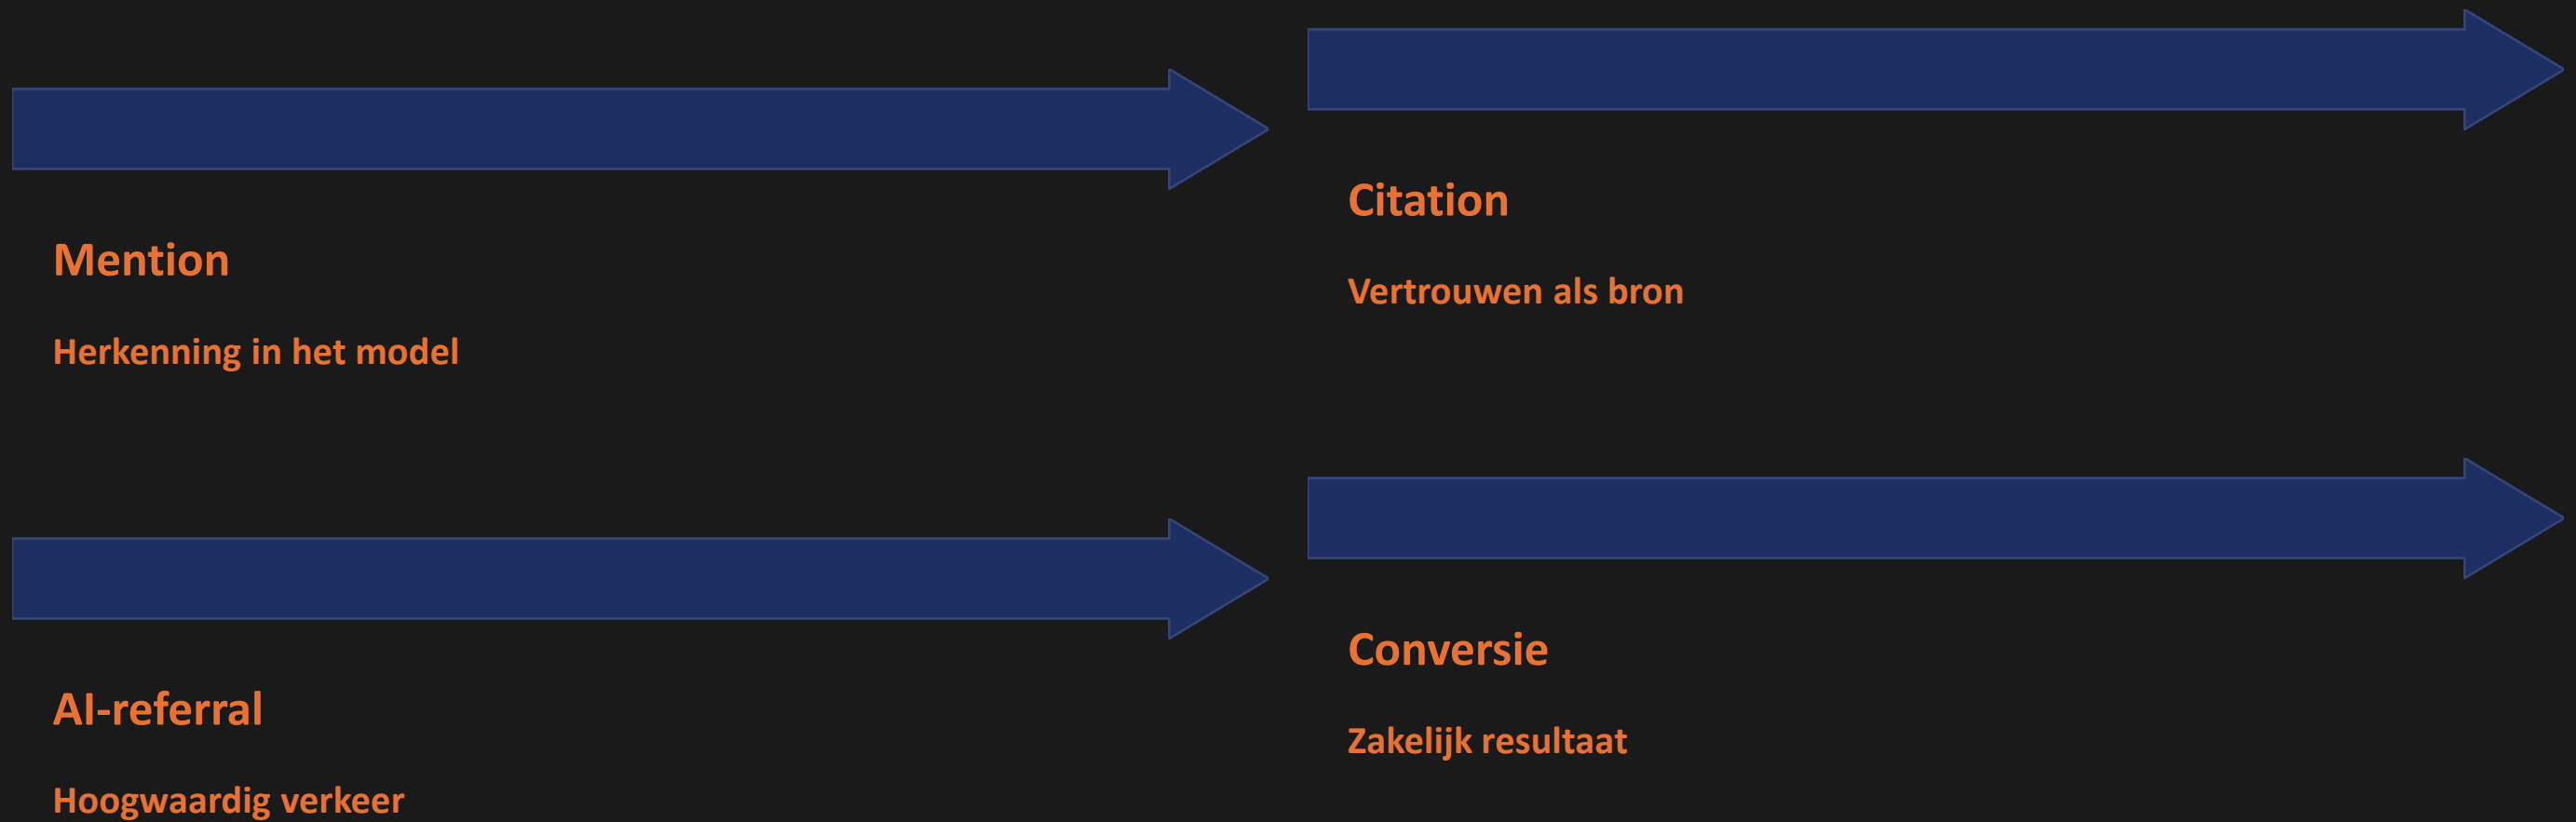 Mention
Herkenning in het model
Citation
Vertrouwen als bron
AI-referral
Hoogwaardig verkeer
Conversie
Zakelijk resultaat